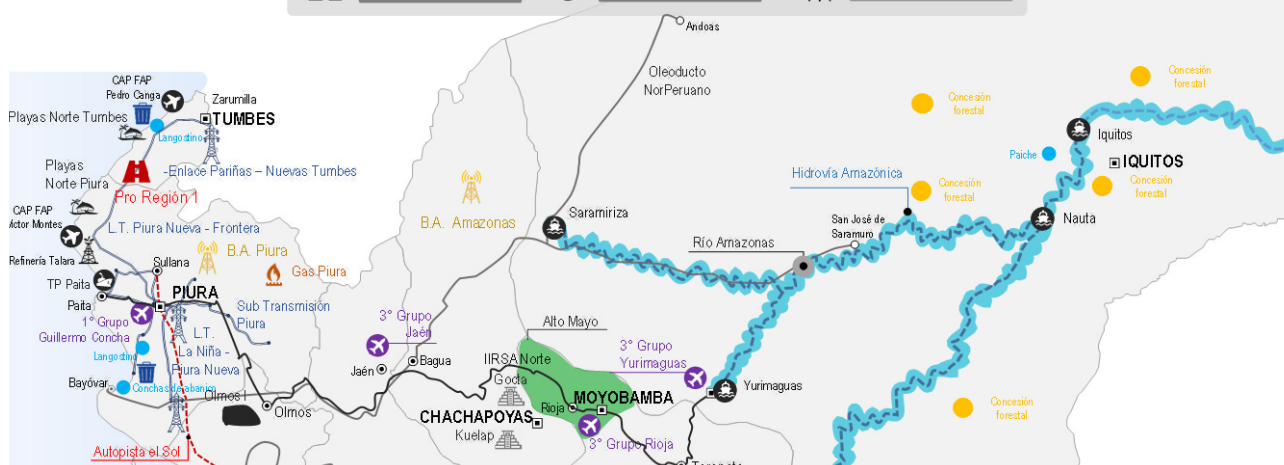 Andoas
Oleoducto
NorPeruano
CAP FAP
Pedro Canga
Zarumilla
Playas Norte Tumbes
TUMBES
Langostino
Playas
Norte Piura
-Enlace Pariñas – Nuevas Tumbes
Pro Región 1
CAP FAP
Víctor Montes
L.T. Piura Nueva - Frontera
Refinería Talara
B.A. Piura
Sullana
Gas Piura
TP Paita
Paita
PIURA
Sub Transmisión
Piura
1° Grupo
Guillermo Concha
L.T.
La Niña -
Piura Nueva
Langostino
Bayóvar
Conchas de abanico
Olmos I
Olmos
Autopista el Sol
B.A. Amazonas
3° Grupo
Jaén
Jaén
Bagua
Alto Mayo
IIRSA Norte
Gocta
CHACHAPOYAS
Kuelap
Rioja
MOYOBAMBA
3° Grupo Rioja
3° Grupo
Yurimaguas
Yurimaguas
Saramiriza
Río Amazonas
San José de
Saramuro
Hidrovía Amazónica
Nauta
Iquitos
IQUITOS
Paiche
Concesión
forestal
Concesión
forestal
Concesión
forestal
Concesión
forestal
Concesión
forestal